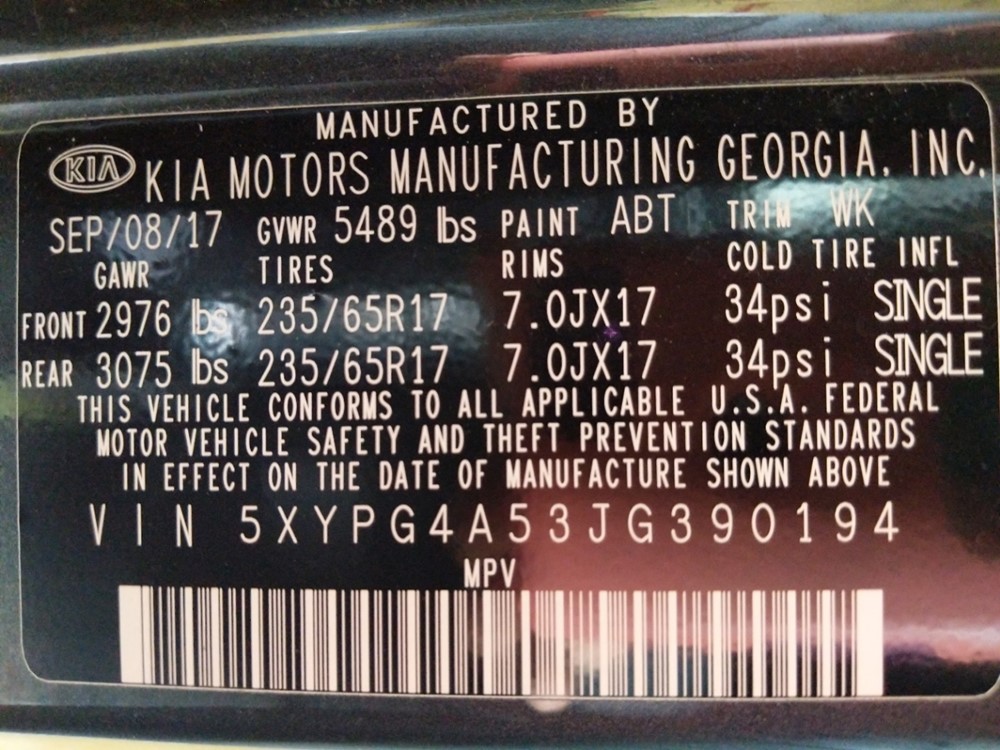 MANUFACTURED BY
KIA KIA MOTORS MANUFACTURING GEORGIA, INC.
SEP/08/17 GVWR 5489 lbs PAINT ABT TRIM WK
GAWR TIRES RIMS COLD TIRE INFL
FRONT 2976 lbs 235/65R17 7.0JX17 34psi SINGLE
REAR 3075 lbs 235/65R17 7.0JX17 34psi SINGLE
THIS VEHICLE CONFORMS TO ALL APPLICABLE U.S.A. FEDERAL
MOTOR VEHICLE SAFETY AND THEFT PREVENTION STANDARDS
IN EFFECT ON THE DATE OF MANUFACTURE SHOWN ABOVE
VIN 5XYPG4A53JG390194
MPV